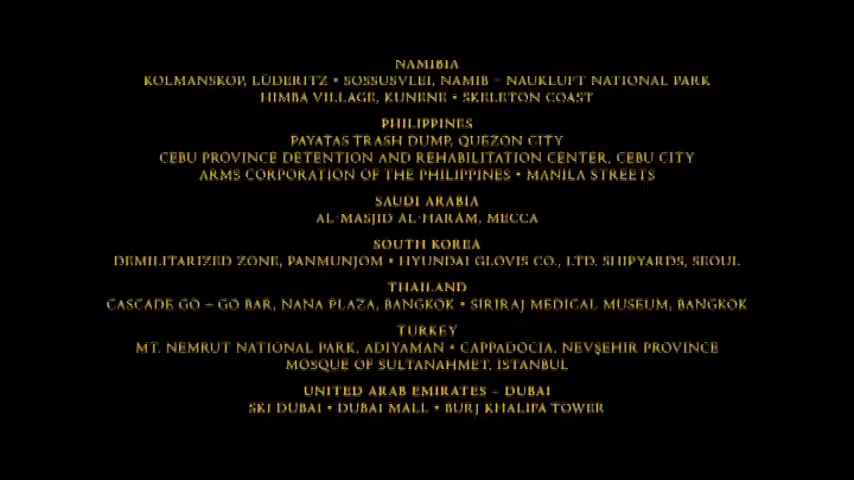 NAMIBIA
KOLMANSKOP, LÜDERITZ • SOSSUSVLEI, NAMIB – NAUKLUFT NATIONAL PARK
HIMBA VILLAGE, KUNENE • SKELETON COAST
PHILIPPINES
PAYATAS TRASH DUMP, QUEZON CITY
CEBU PROVINCE DETENTION AND REHABILITATION CENTER, CEBU CITY
ARMS CORPORATION OF THE PHILIPPINES • MANILA STREETS
SAUDI ARABIA
AL-MASJID AL-HARĀM, MECCA
SOUTH KOREA
DEMILITARIZED ZONE, PANMUNJOM • HYUNDAI GLOVIS CO., LTD. SHIPYARDS, SEOUL
THAILAND
CASCADE GO – GO BAR, NANA PLAZA, BANGKOK • SIRIRAJ MEDICAL MUSEUM, BANGKOK
TURKEY
MT. NEMRUT NATIONAL PARK, ADIYAMAN • CAPPADOCIA, NEVŞEHIR PROVINCE
MOSQUE OF SULTANAHMET, ISTANBUL
UNITED ARAB EMIRATES – DUBAI
SKI DUBAI • DUBAI MALL • BURJ KHALIFA TOWER